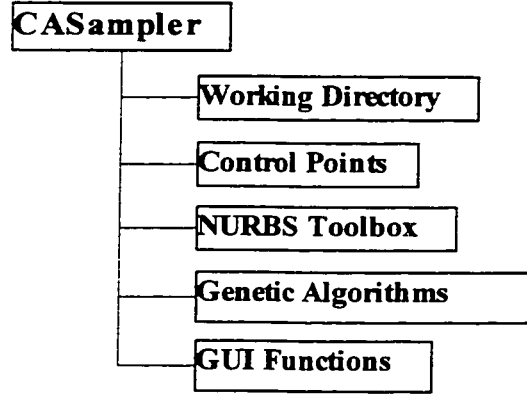 CASampler
Working Directory
Control Points
NURBS Toolbox
Genetic Algorithms
GUI Functions